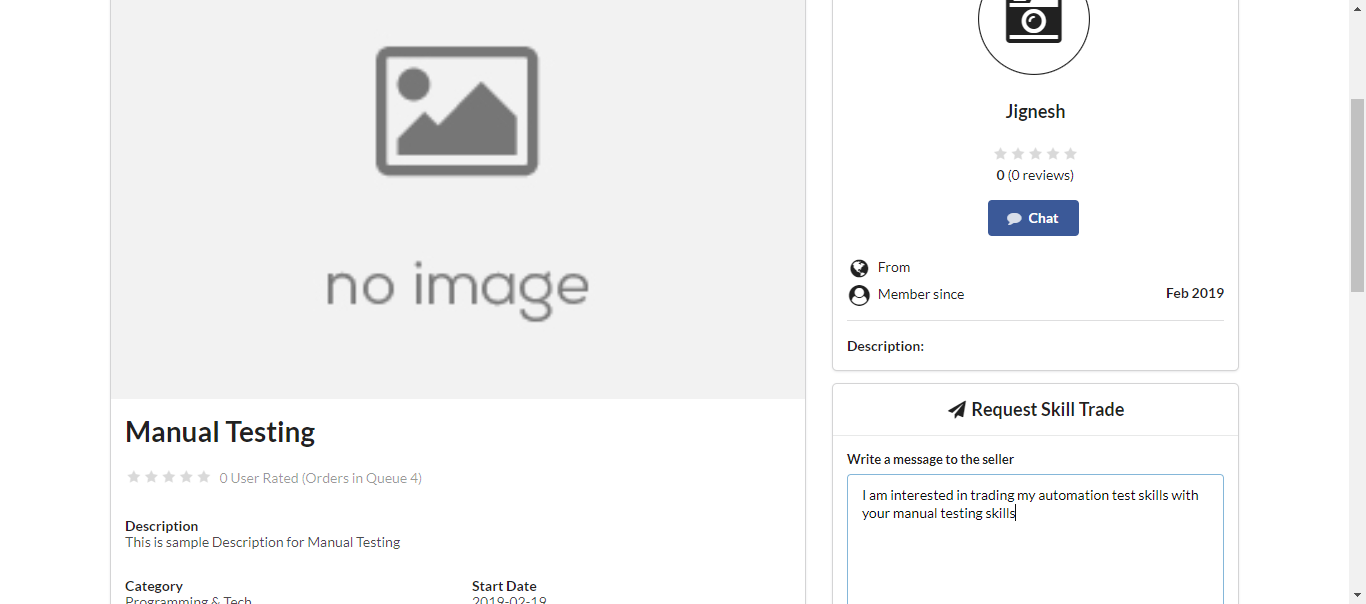 no image
Manual Testing
0 User Rated (Orders in Queue 4)
Description
This is sample Description for Manual Testing
Category
Programming & Tech
Start Date
2019-02-19
Jignesh
0 (0 reviews)
Chat
From
Member since Feb 2019
Description:
Request Skill Trade
Write a message to the seller
I am interested in trading my automation test skills with
your manual testing skills